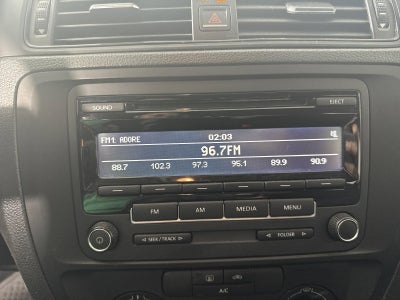 SOUND EJECT
FM1: ADORE 02:03
96.7FM
88.7 102.3 97.3 95.1 89.9 90.9
FM AM MEDIA MENU
SEEK / TRACK FOLDER
A/C